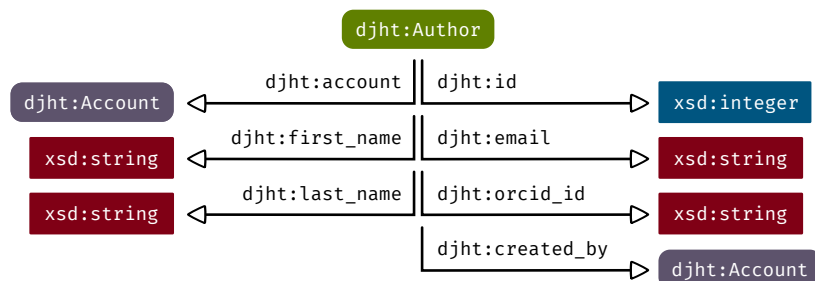 djht:Author
djht:account djht:id
djht:Account xsd:integer
djht:first_name djht:email
xsd:string xsd:string
djht:last_name djht:orcid_id
xsd:string xsd:string
djht:created_by
djht:Account